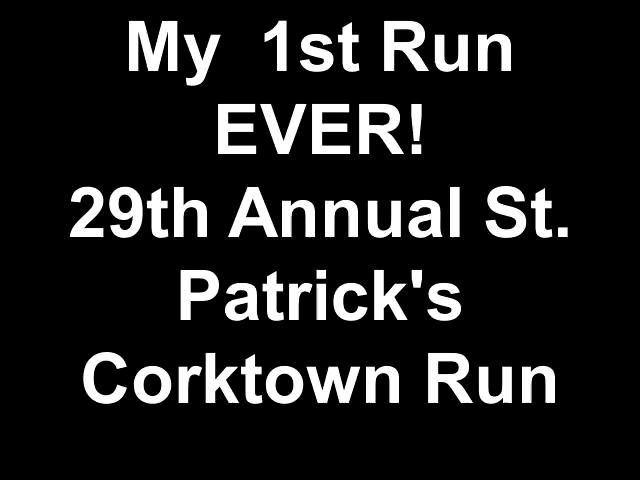 My  1st Run
EVER!
29th Annual St.
Patrick's
Corktown Run